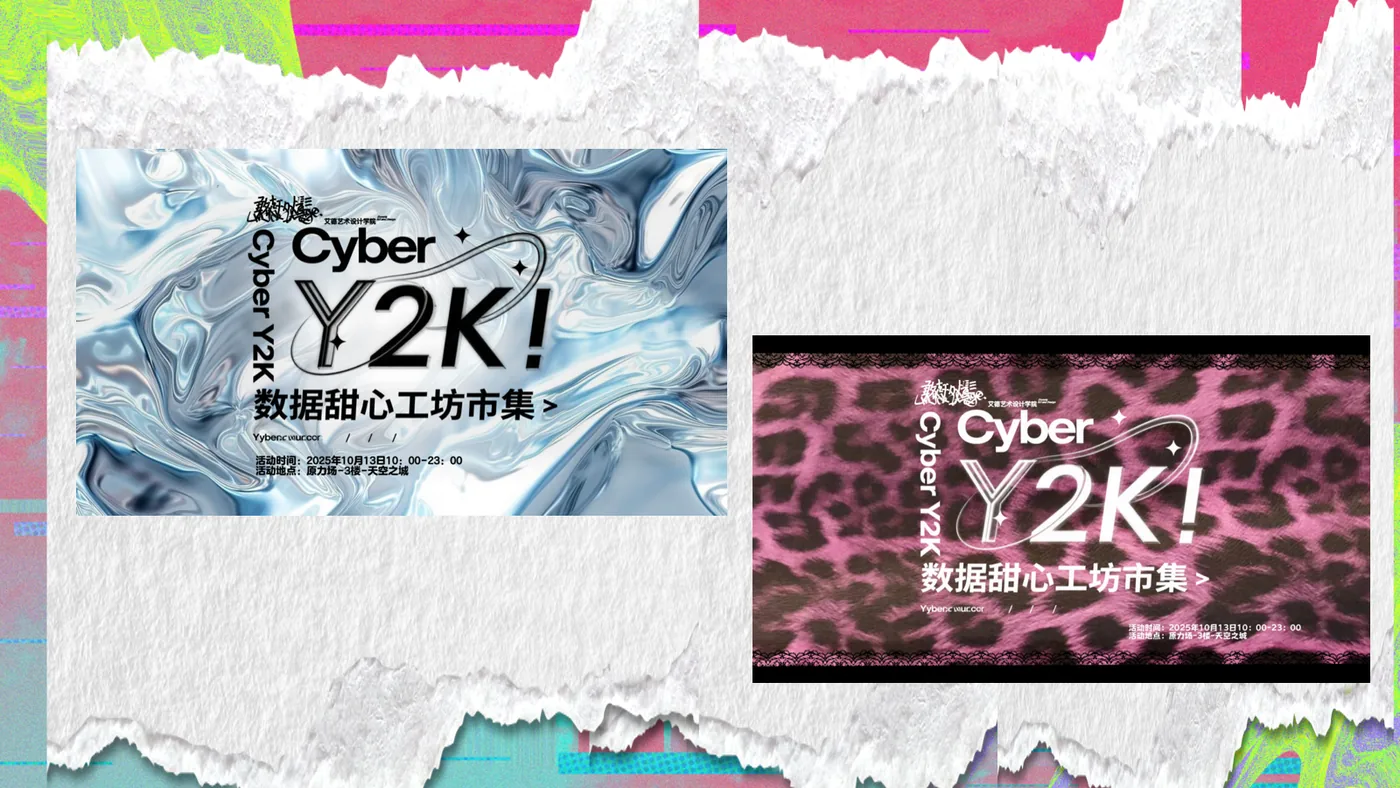 艾德艺术设计学院
Cyber
Cyber Y2K
Y2K!
数据甜心工坊市集 >
/ / /
活动时间：2025年10月13日10：00-23：00
活动地点：原力场-3楼-天空之城
艾德艺术设计学院
Cyber
Cyber Y2K
Y2K!
数据甜心工坊市集 >
/ / /
活动时间：2025年10月13日10：00-23：00
活动地点：原力场-3楼-天空之城